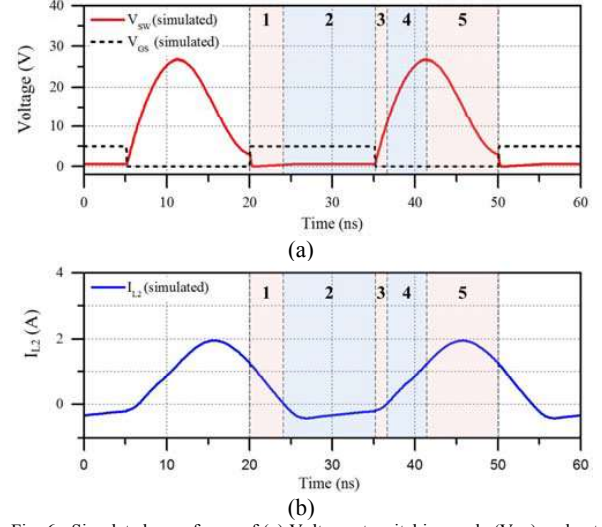 40
30
20
10
0
Voltage (V)
V_SW (simulated)
V_GS (simulated)
1 2 3 4 5
0 10 20 30 40 50 60
Time (ns)
(a)
4
2
0
I_L2 (A)
I_L2 (simulated)
1 2 3 4 5
0 10 20 30 40 50 60
Time (ns)
(b)